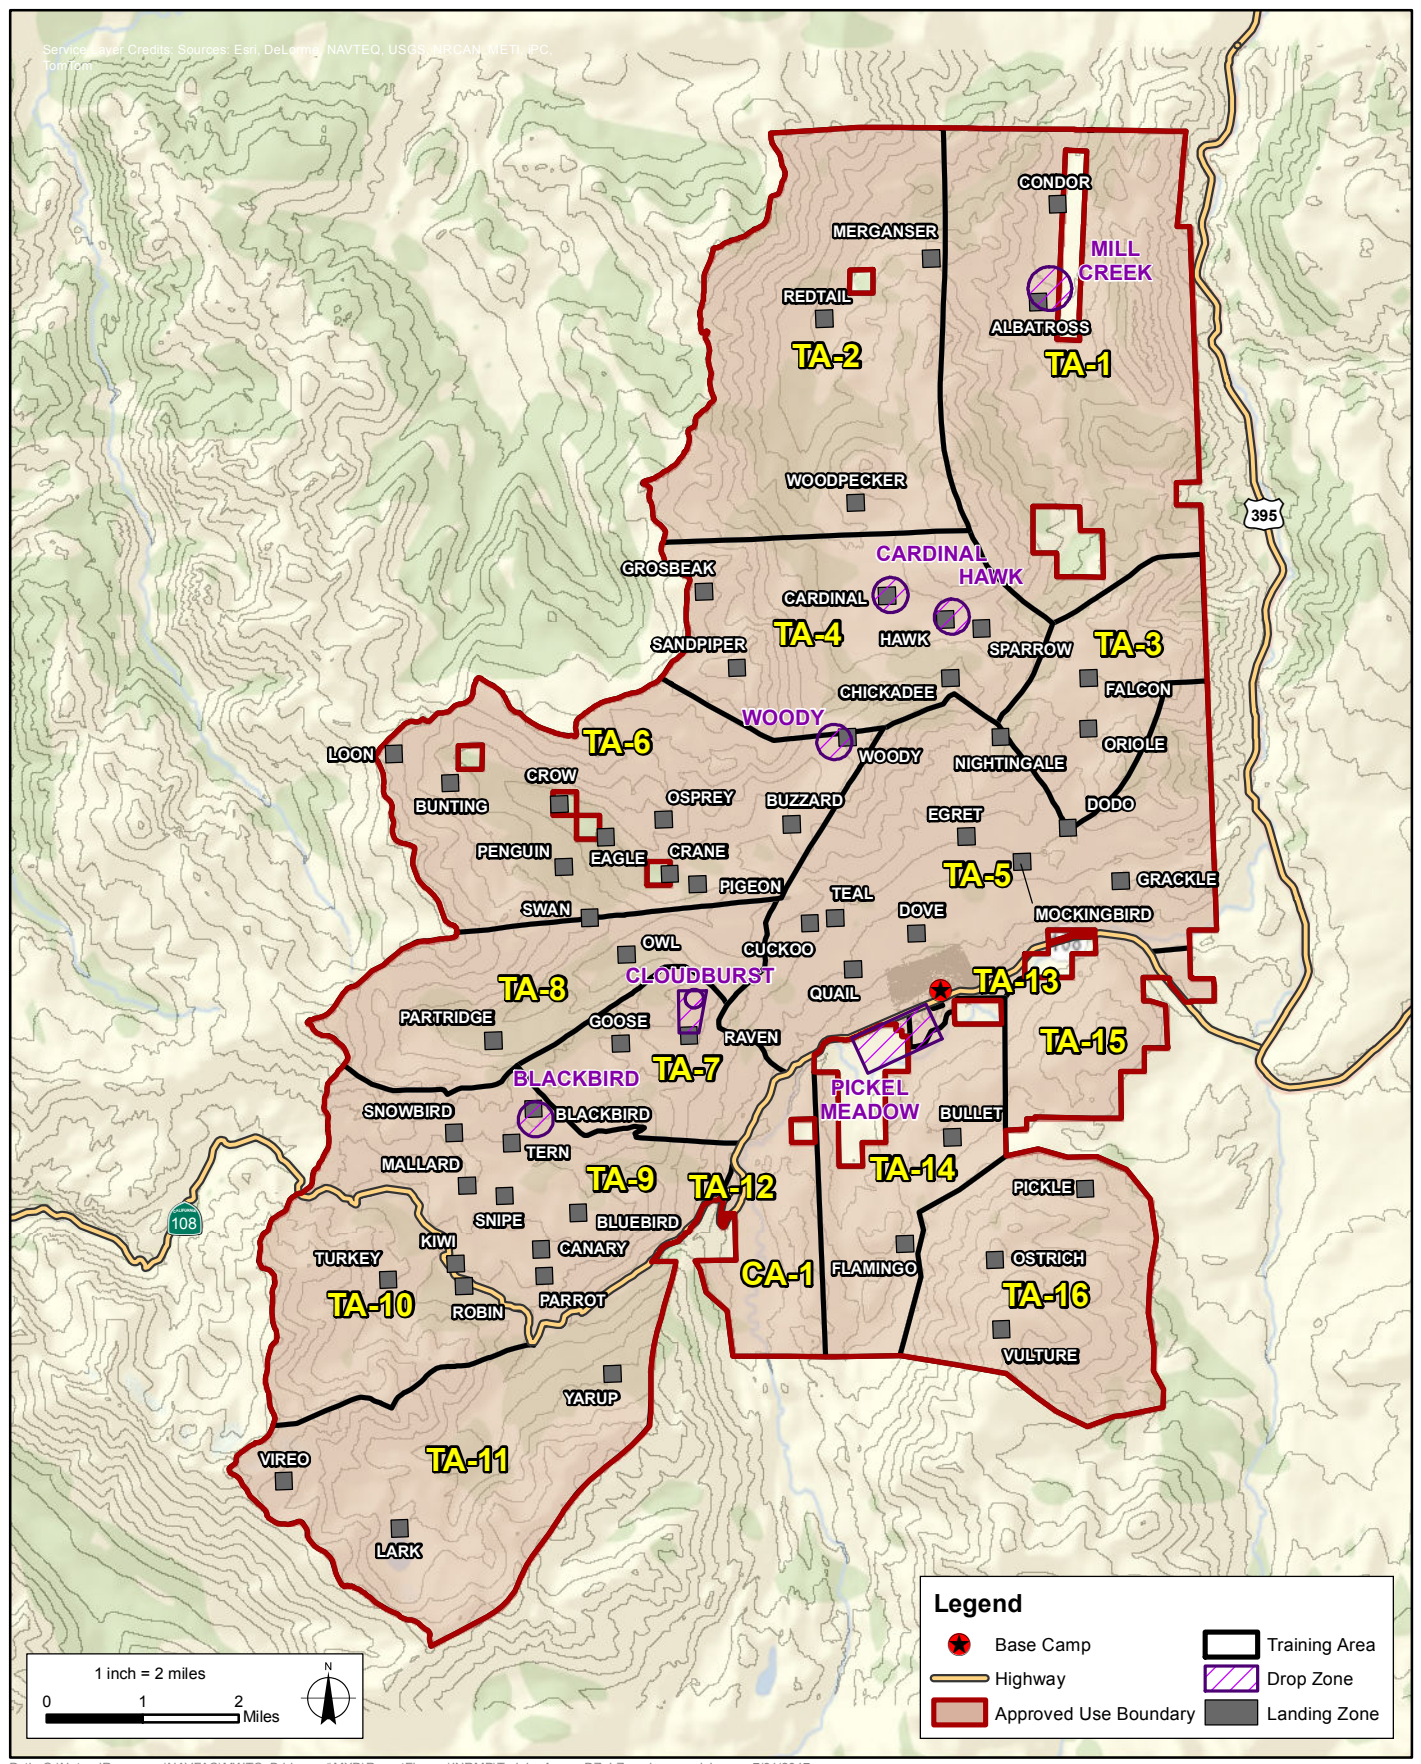 Service Layer Credits: Sources: Esri, DeLorme, NAVTEQ, USGS, NRCAN, METI, iPC,
TomTom
CONDOR
MERGANSER
MILL
CREEK
REDTAIL
ALBATROSS
TA-2
TA-1
WOODPECKER
395
CARDINAL
HAWK
GROSBEAK
CARDINAL
TA-4
HAWK
SPARROW
TA-3
SANDPIPER
CHICKADEE
FALCON
WOODY
TA-6
ORIOLE
LOON
WOODY
NIGHTINGALE
CROW
BUNTING
OSPREY
BUZZARD
DODO
EGRET
PENGUIN
EAGLE
CRANE
TA-5
PIGEON
GRACKLE
TEAL
SWAN
DOVE
MOCKINGBIRD
OWL
CUCKOO
108
CLOUDBURST
TA-8
TA-13
QUAIL
PARTRIDGE
GOOSE
RAVEN
TA-15
TA-7
BLACKBIRD
PICKEL
MEADOW
SNOWBIRD
BLACKBIRD
BULLET
TERN
MALLARD
TA-14
TA-9
TA-12
PICKLE
108
SNIPE
BLUEBIRD
KIWI
CANARY
TURKEY
OSTRICH
CA-1
FLAMINGO
TA-10
ROBIN
PARROT
TA-16
VULTURE
YARUP
VIREO
TA-11
LARK
Legend
Base Camp
Training Area
Highway
Drop Zone
Approved Use Boundary
Landing Zone
1 inch = 2 miles
N
0 1 2
Miles